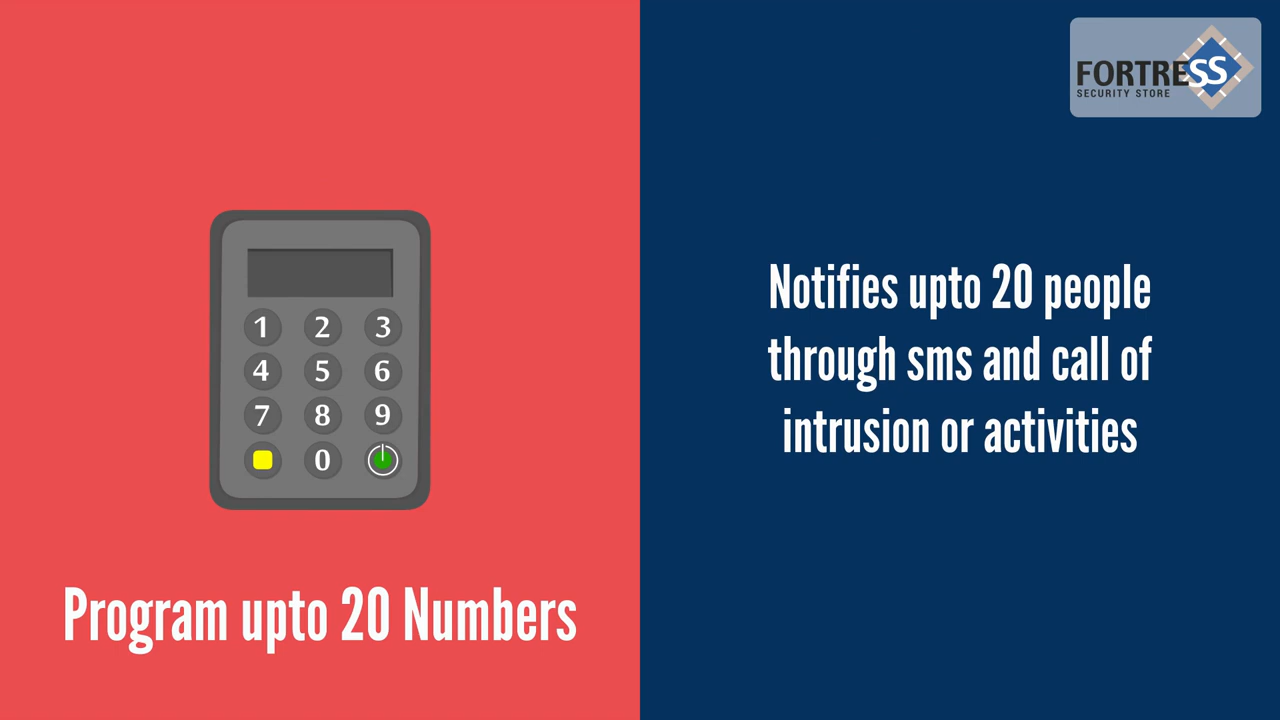 FORTRESS
SECURITY STORE
1 2 3
4 5 6
7 8 9
0
Program upto 20 Numbers
Notifies upto 20 people
through sms and call of
intrusion or activities